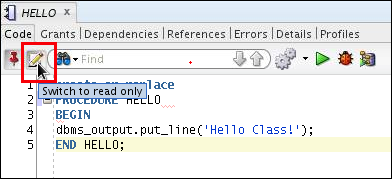 HELLO
Code Grants Dependencies References Errors Details Profiles
Find
Switch to read only
1 create or replace
2 PROCEDURE HELLO
3 BEGIN
4 dbms_output.put_line('Hello Class!');
5 END HELLO;